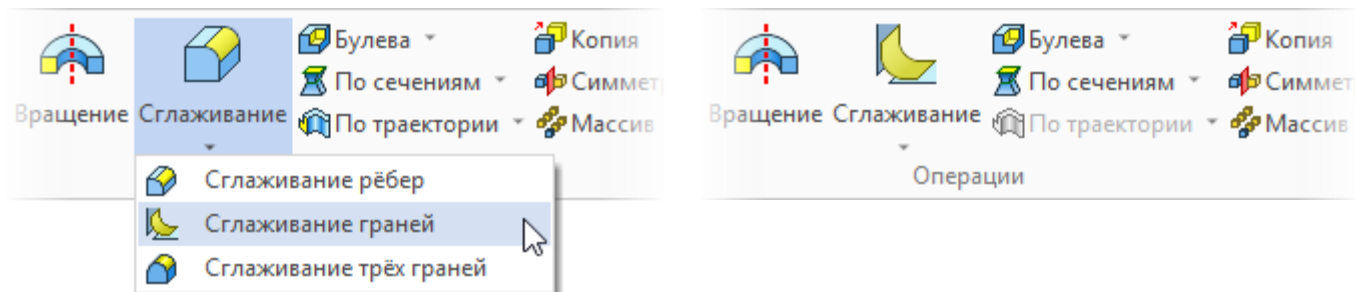 Булева Копия
По сечениям Симмет
Вращение Сглаживание По траектории Массив
Сглаживание рёбер
Сглаживание граней
Сглаживание трёх граней
Булева Копия
По сечениям Симмет
Вращение Сглаживание По траектории Массив
Операции